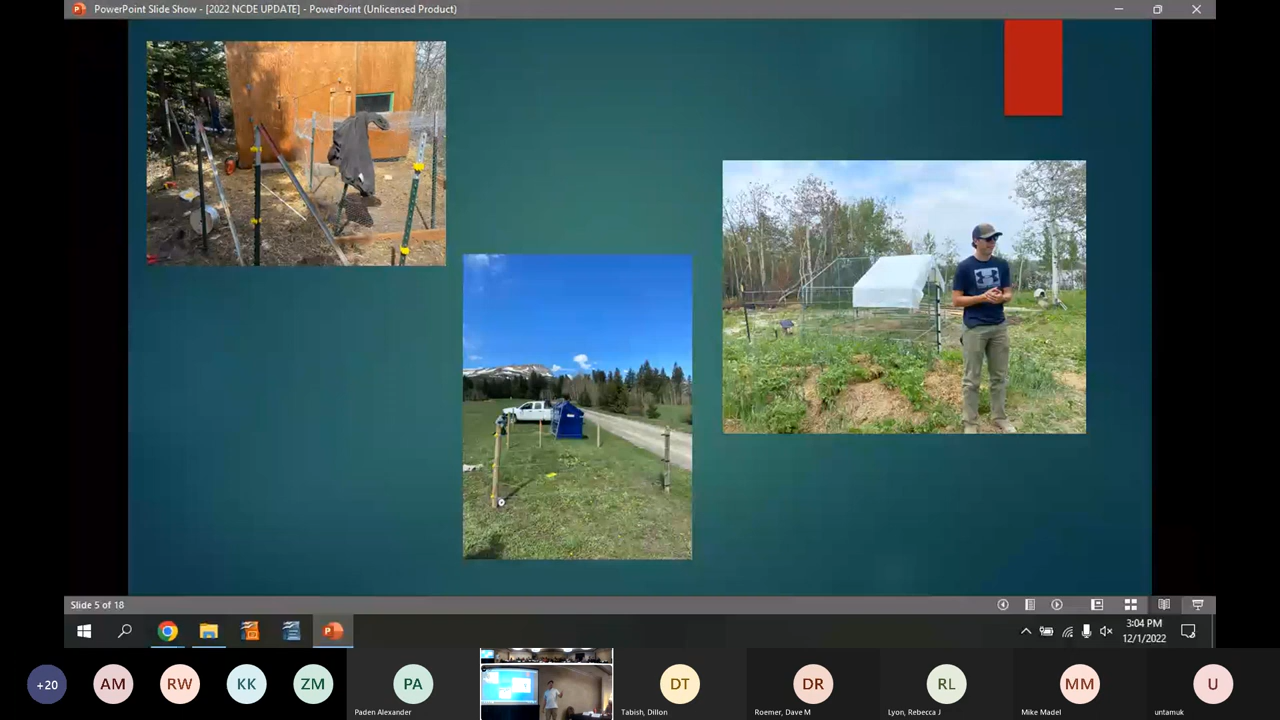 PowerPoint Slide Show - [2022 NCDE UPDATE] - PowerPoint (Unlicensed Product)
Slide 5 of 18
3:04 PM
12/1/2022
+20
AM
RW
KK
ZM
PA
DT
DR
RL
MM
U
Paden Alexander
Tabish, Dillon
Roemer, Dave M
Lyon, Rebecca J
Mike Madel
untamuk